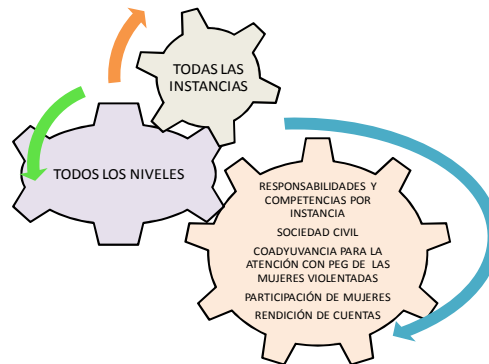 TODAS LAS
INSTANCIAS
TODOS LOS NIVELES
RESPONSABILIDADES Y
COMPETENCIAS POR
INSTANCIA
SOCIEDAD CIVIL
COADYUVANCIA PARA LA
ATENCIÓN CON PEG DE LAS
MUJERES VIOLENTADAS
PARTICIPACIÓN DE MUJERES
RENDICIÓN DE CUENTAS